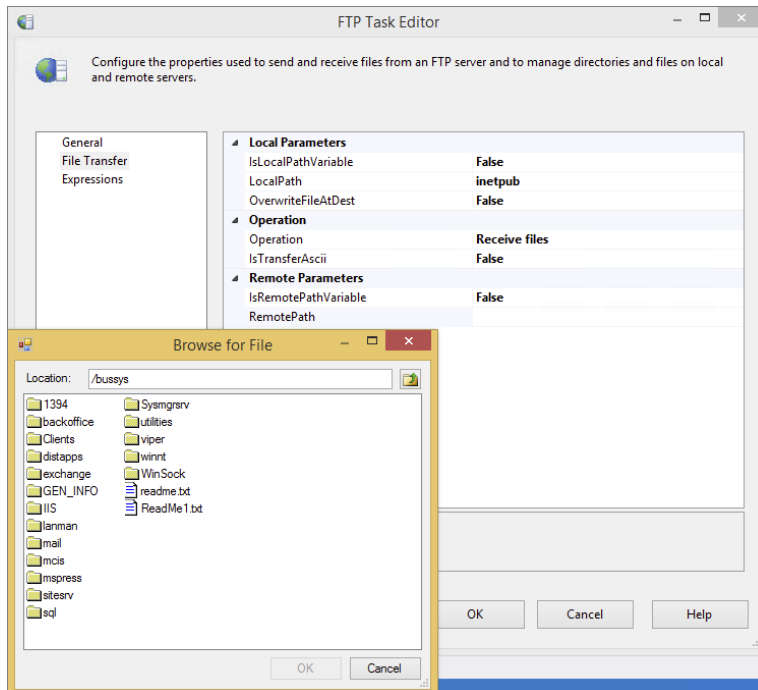 FTP Task Editor
Configure the properties used to send and receive files from an FTP server and to manage directories and files on local
and remote servers.
General
File Transfer
Expressions
Local Parameters
IsLocalPathVariable False
LocalPath inetpub
OverwriteFileAtDest False
Operation
Operation Receive files
IsTransferAscii False
Remote Parameters
IsRemotePathVariable False
RemotePath
Browse for File
Location: /bussys
1394
backoffice
Clients
distapps
exchange
GEN_INFO
IIS
lanman
mail
mcis
mspress
sitesrv
sql
Sysmgrsrv
utilities
viper
winnt
WinSock
readme.txt
ReadMe1.txt
OK Cancel
OK Cancel Help